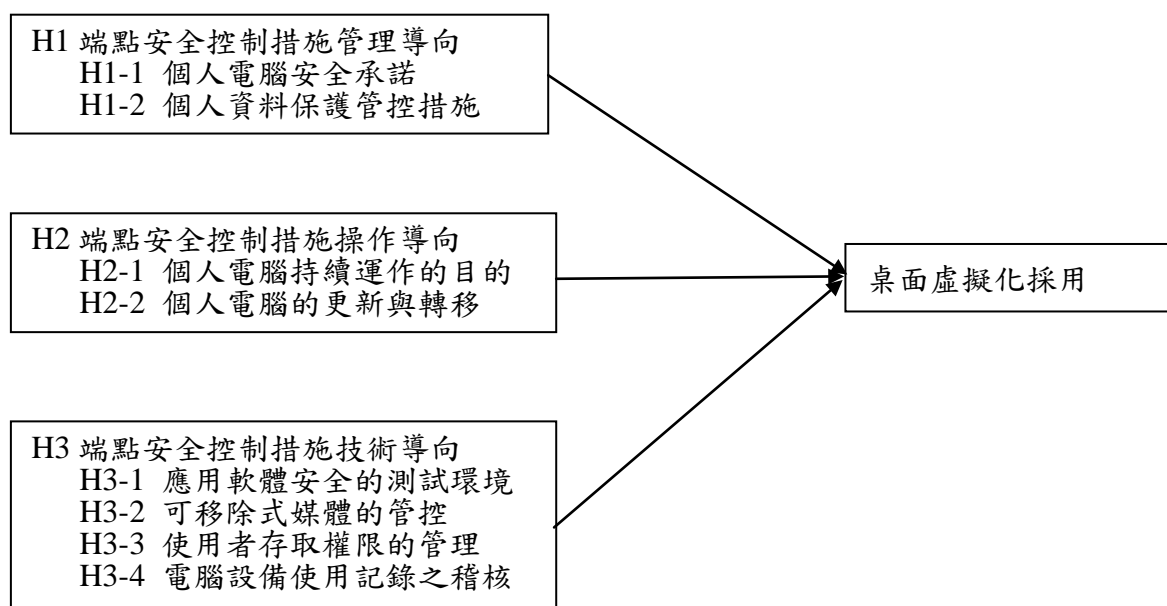 H1 端點安全控制措施管理導向
H1-1 個人電腦安全承諾
H1-2 個人資料保護管控措施
H2 端點安全控制措施操作導向
H2-1 個人電腦持續運作的目的
H2-2 個人電腦的更新與轉移
桌面虛擬化採用
H3 端點安全控制措施技術導向
H3-1 應用軟體安全的測試環境
H3-2 可移除式媒體的管控
H3-3 使用者存取權限的管理
H3-4 電腦設備使用記錄之稽核